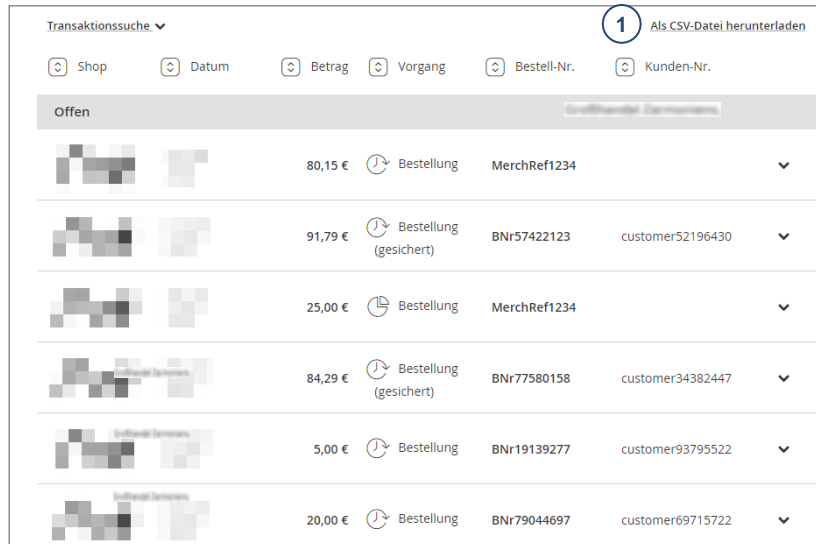 Transaktionssuche
1 Als CSV-Datei herunterladen
Shop Datum Betrag Vorgang Bestell-Nr. Kunden-Nr.
Offen
80,15 € Bestellung MerchRef1234
91,79 € Bestellung (gesichert) BNr57422123 customer52196430
25,00 € Bestellung MerchRef1234
84,29 € Bestellung (gesichert) BNr77580158 customer34382447
5,00 € Bestellung BNr19139277 customer93795522
20,00 € Bestellung BNr79044697 customer69715722